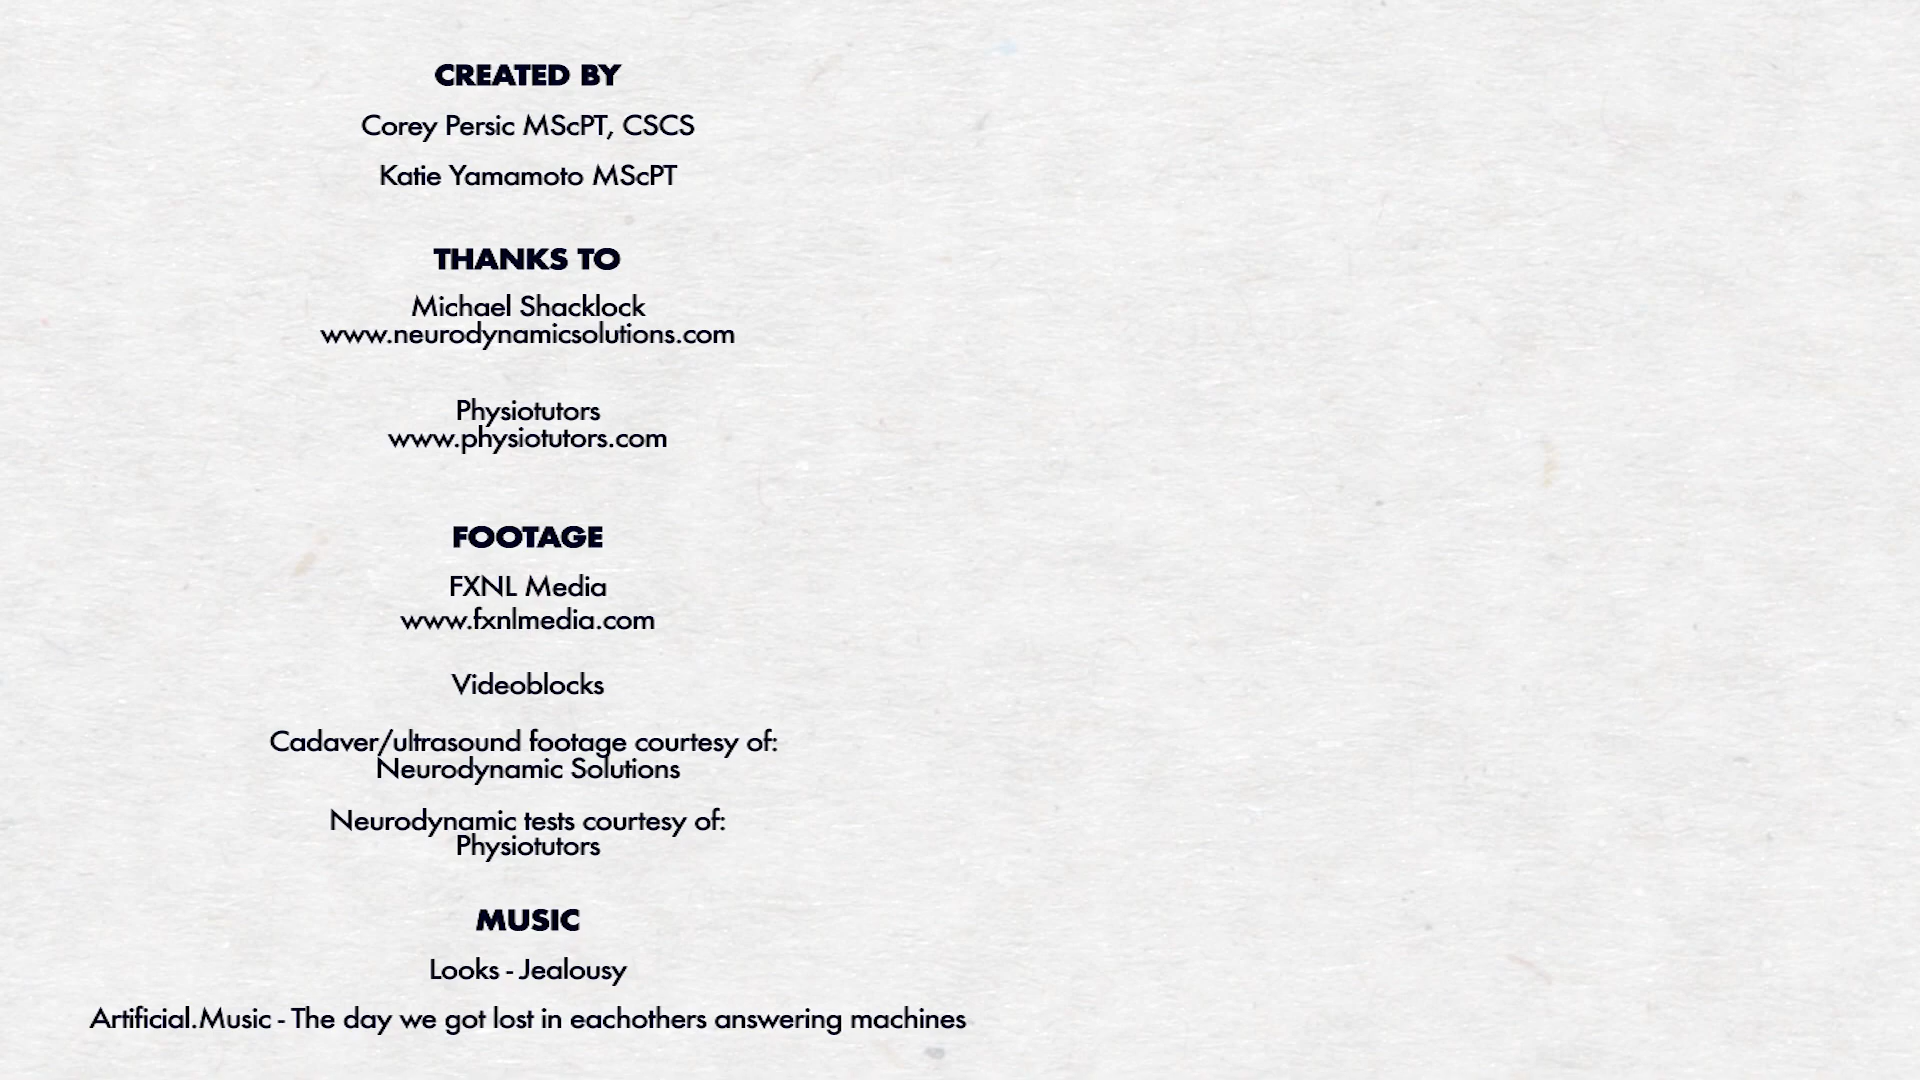 CREATED BY
Corey Persic MScPT, CSCS
Katie Yamamoto MScPT
THANKS TO
Michael Shacklock
www.neurodynamicsolutions.com
Physiotutors
www.physiotutors.com
FOOTAGE
FXNL Media
www.fxnlmedia.com
Videoblocks
Cadaver/ultrasound footage courtesy of:
Neurodynamic Solutions
Neurodynamic tests courtesy of:
Physiotutors
MUSIC
Looks - Jealousy
Artificial.Music - The day we got lost in eachothers answering machines